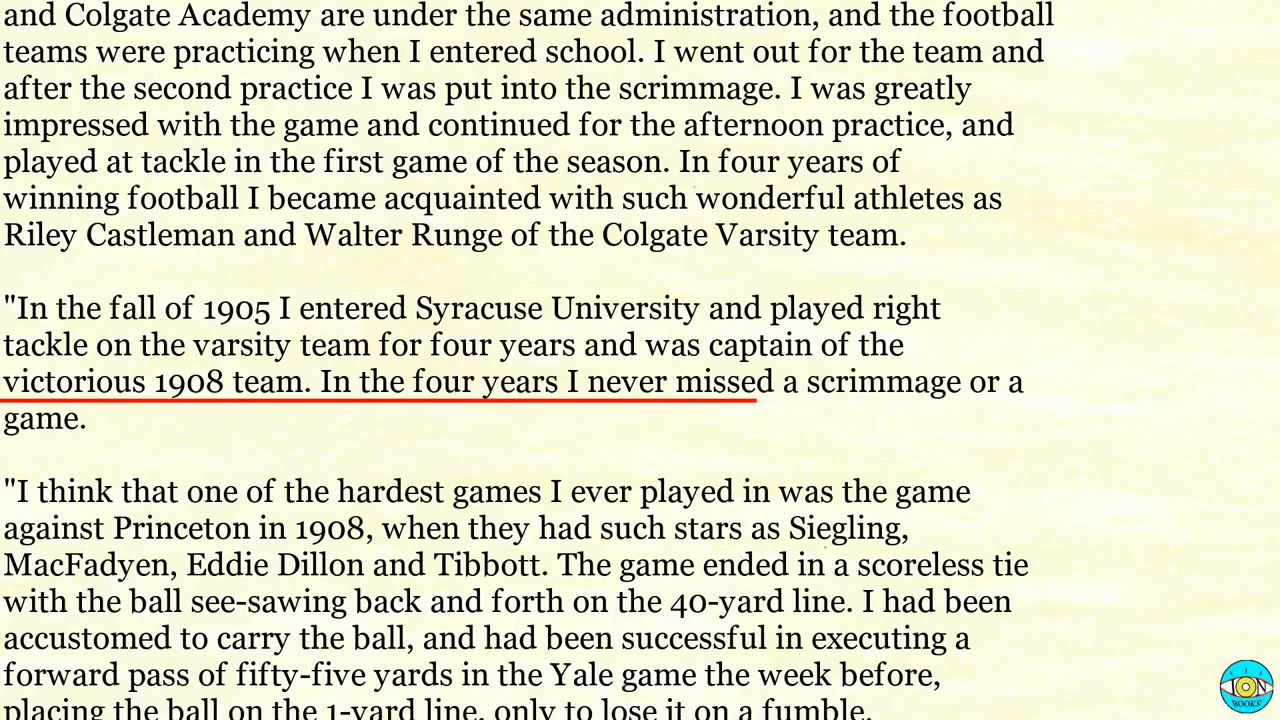 and Colgate Academy are under the same administration, and the football
teams were practicing when I entered school. I went out for the team and
after the second practice I was put into the scrimmage. I was greatly
impressed with the game and continued for the afternoon practice, and
played at tackle in the first game of the season. In four years of
winning football I became acquainted with such wonderful athletes as
Riley Castleman and Walter Runge of the Colgate Varsity team.
"In the fall of 1905 I entered Syracuse University and played right
tackle on the varsity team for four years and was captain of the
victorious 1908 team. In the four years I never missed a scrimmage or a
game.
"I think that one of the hardest games I ever played in was the game
against Princeton in 1908, when they had such stars as Siegling,
MacFadyen, Eddie Dillon and Tibbott. The game ended in a scoreless tie
with the ball see-sawing back and forth on the 40-yard line. I had been
accustomed to carry the ball, and had been successful in executing a
forward pass of fifty-five yards in the Yale game the week before,
placing the ball on the 1-yard line, only to lose it on a fumble.
ION
BOOKS